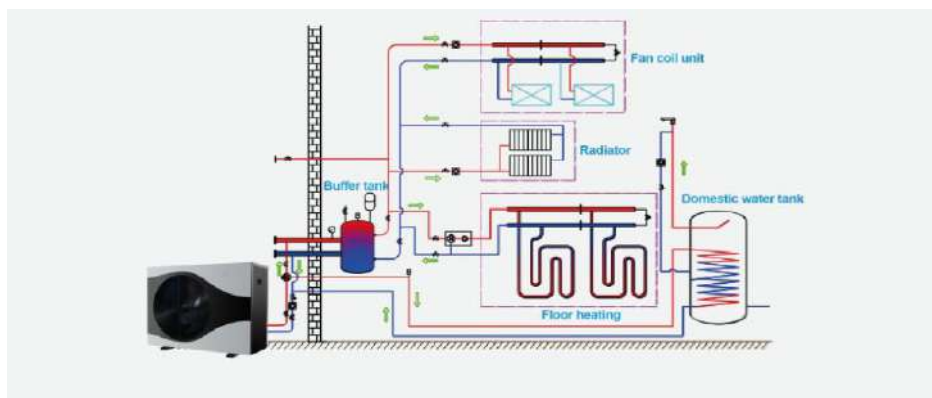 Fan coil unit
Radiator
Buffer tank
Domestic water tank
Floor heating